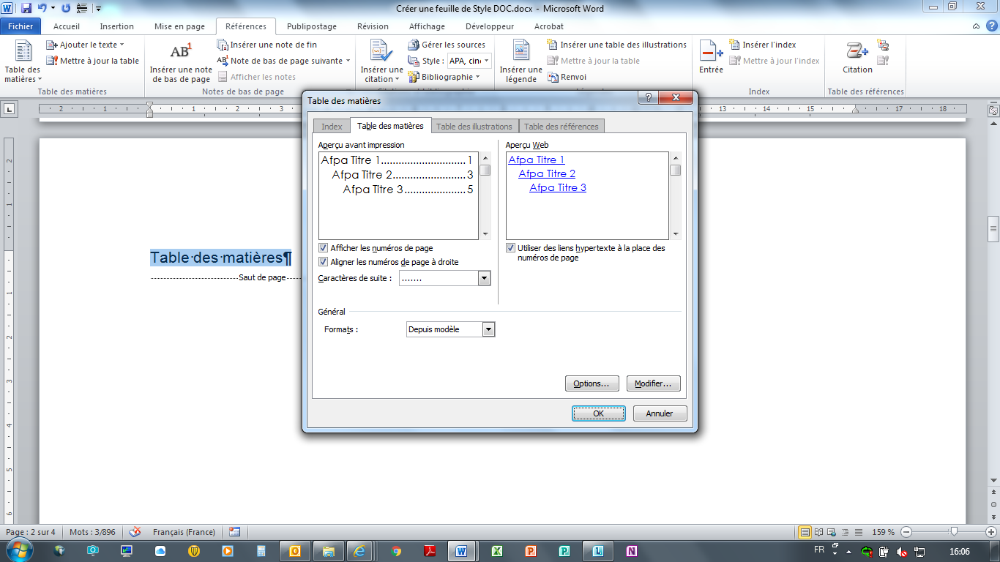 Créer une feuille de Style DOC.docx - Microsoft Word
Fichier Accueil Insertion Mise en page Références Publipostage Révision Affichage Développeur Acrobat
Table des matières
Ajouter le texte
Mettre à jour la table
Table des matières
AB1
Insérer une note de bas de page
Insérer une note de fin
AB1 Note de bas de page suivante
Afficher les notes
Notes de bas de page
Insérer une citation
Gérer les sources
Style : APA, cin
Bibliographie
Insérer une légende
Insérer une table des illustrations
Mettre à jour la table
Renvoi
Entrée
Insérer l'index
Mettre à jour l'index
Index
Citation
Table des références
2 1 1 2 3 13 14 15 17 18
Table des matières
Index Table des matières Table des illustrations Table des références
Aperçu avant impression
Afpa Titre 1............................ 1
Afpa Titre 2......................... 3
Afpa Titre 3..................... 5
Aperçu Web
Afpa Titre 1
Afpa Titre 2
Afpa Titre 3
Afficher les numéros de page
Aligner les numéros de page à droite
Caractères de suite : .......
Utiliser des liens hypertexte à la place des
numéros de page
Général
Formats : Depuis modèle
Options... Modifier...
OK Annuler
Table·des·matières¶
Saut de page
2
1
1
2
3
4
5
6
Page : 2 sur 4 Mots : 3/896 Français (France) 159 %
FR 16:06